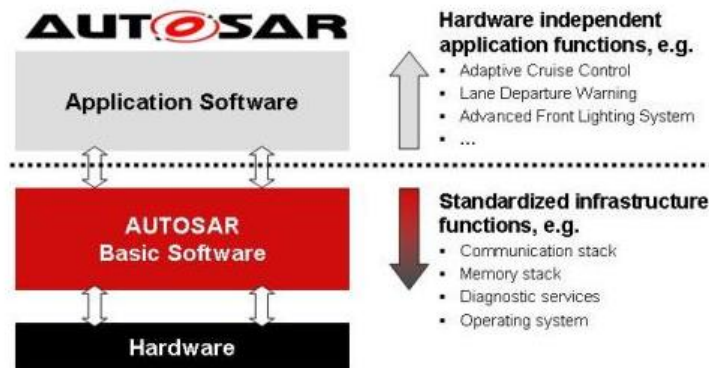 AUTOSAR
Application Software
AUTOSAR
Basic Software
Hardware
Hardware independent
application functions, e.g.
▪ Adaptive Cruise Control
▪ Lane Departure Warning
▪ Advanced Front Lighting System
▪ ...
Standardized infrastructure
functions, e.g.
▪ Communication stack
▪ Memory stack
▪ Diagnostic services
▪ Operating system